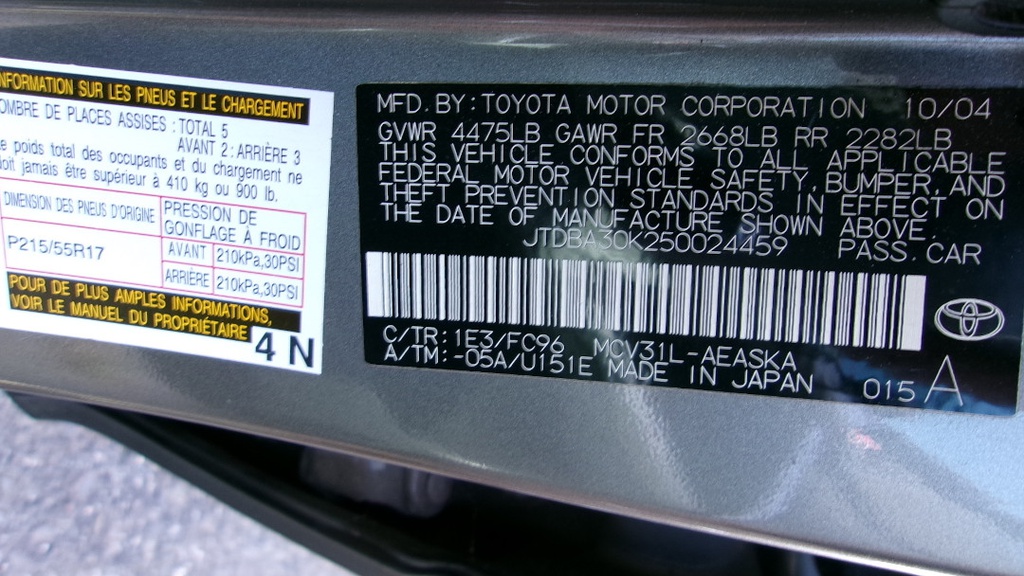 INFORMATION SUR LES PNEUS ET LE CHARGEMENT
NOMBRE DE PLACES ASSISES : TOTAL 5
AVANT 2 : ARRIÈRE 3
e poids total des occupants et du chargement ne
doit jamais être supérieur à 410 kg ou 900 lb.
DIMENSION DES PNEUS D'ORIGINE
PRESSION DE
GONFLAGE À FROID
P215/55R17
AVANT 210kPa,30PSI
ARRIÈRE 210kPa,30PSI
POUR DE PLUS AMPLES INFORMATIONS,
VOIR LE MANUEL DU PROPRIÉTAIRE
4 N
MFD. BY: TOYOTA MOTOR CORPORATION 10/04
GVWR 4475LB GAWR FR 2668LB RR 2282LB
THIS VEHICLE CONFORMS TO ALL APPLICABLE
FEDERAL MOTOR VEHICLE SAFETY, BUMPER, AND
THEFT PREVENTION STANDARDS IN EFFECT ON
THE DATE OF MANUFACTURE SHOWN ABOVE.
JTDBA30K250024459 PASS. CAR
C/TR: 1E3/FC96 MCV31L-AEASKA
A/TM: -05A/U151E MADE IN JAPAN 015 A